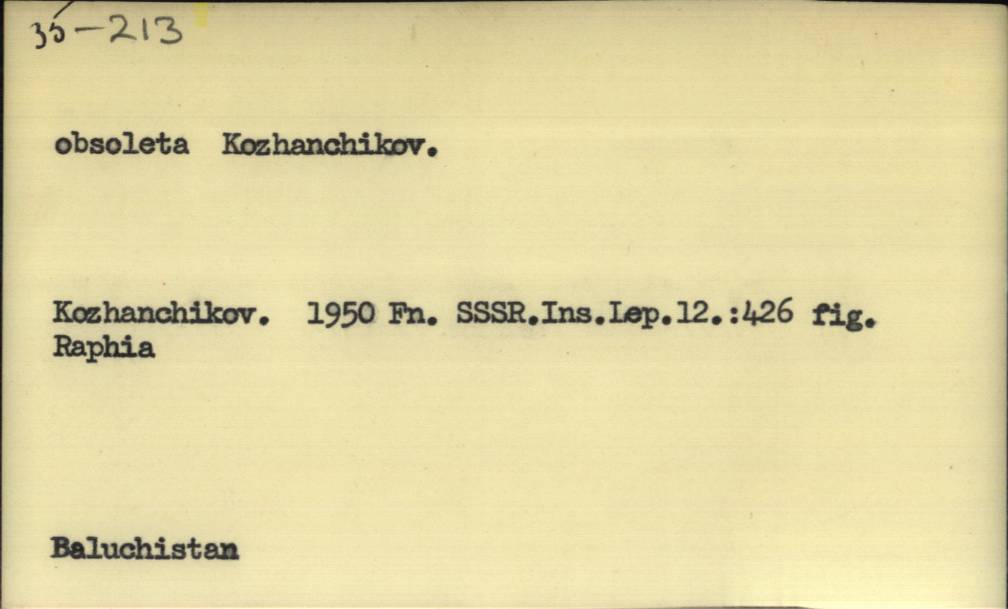 35-213
obsoleta Kozhanchikov.
Kozhanchikov. 1950 Fn. SSSR.Ins.Lep.12.:426 fig.
Raphia
Baluchistan